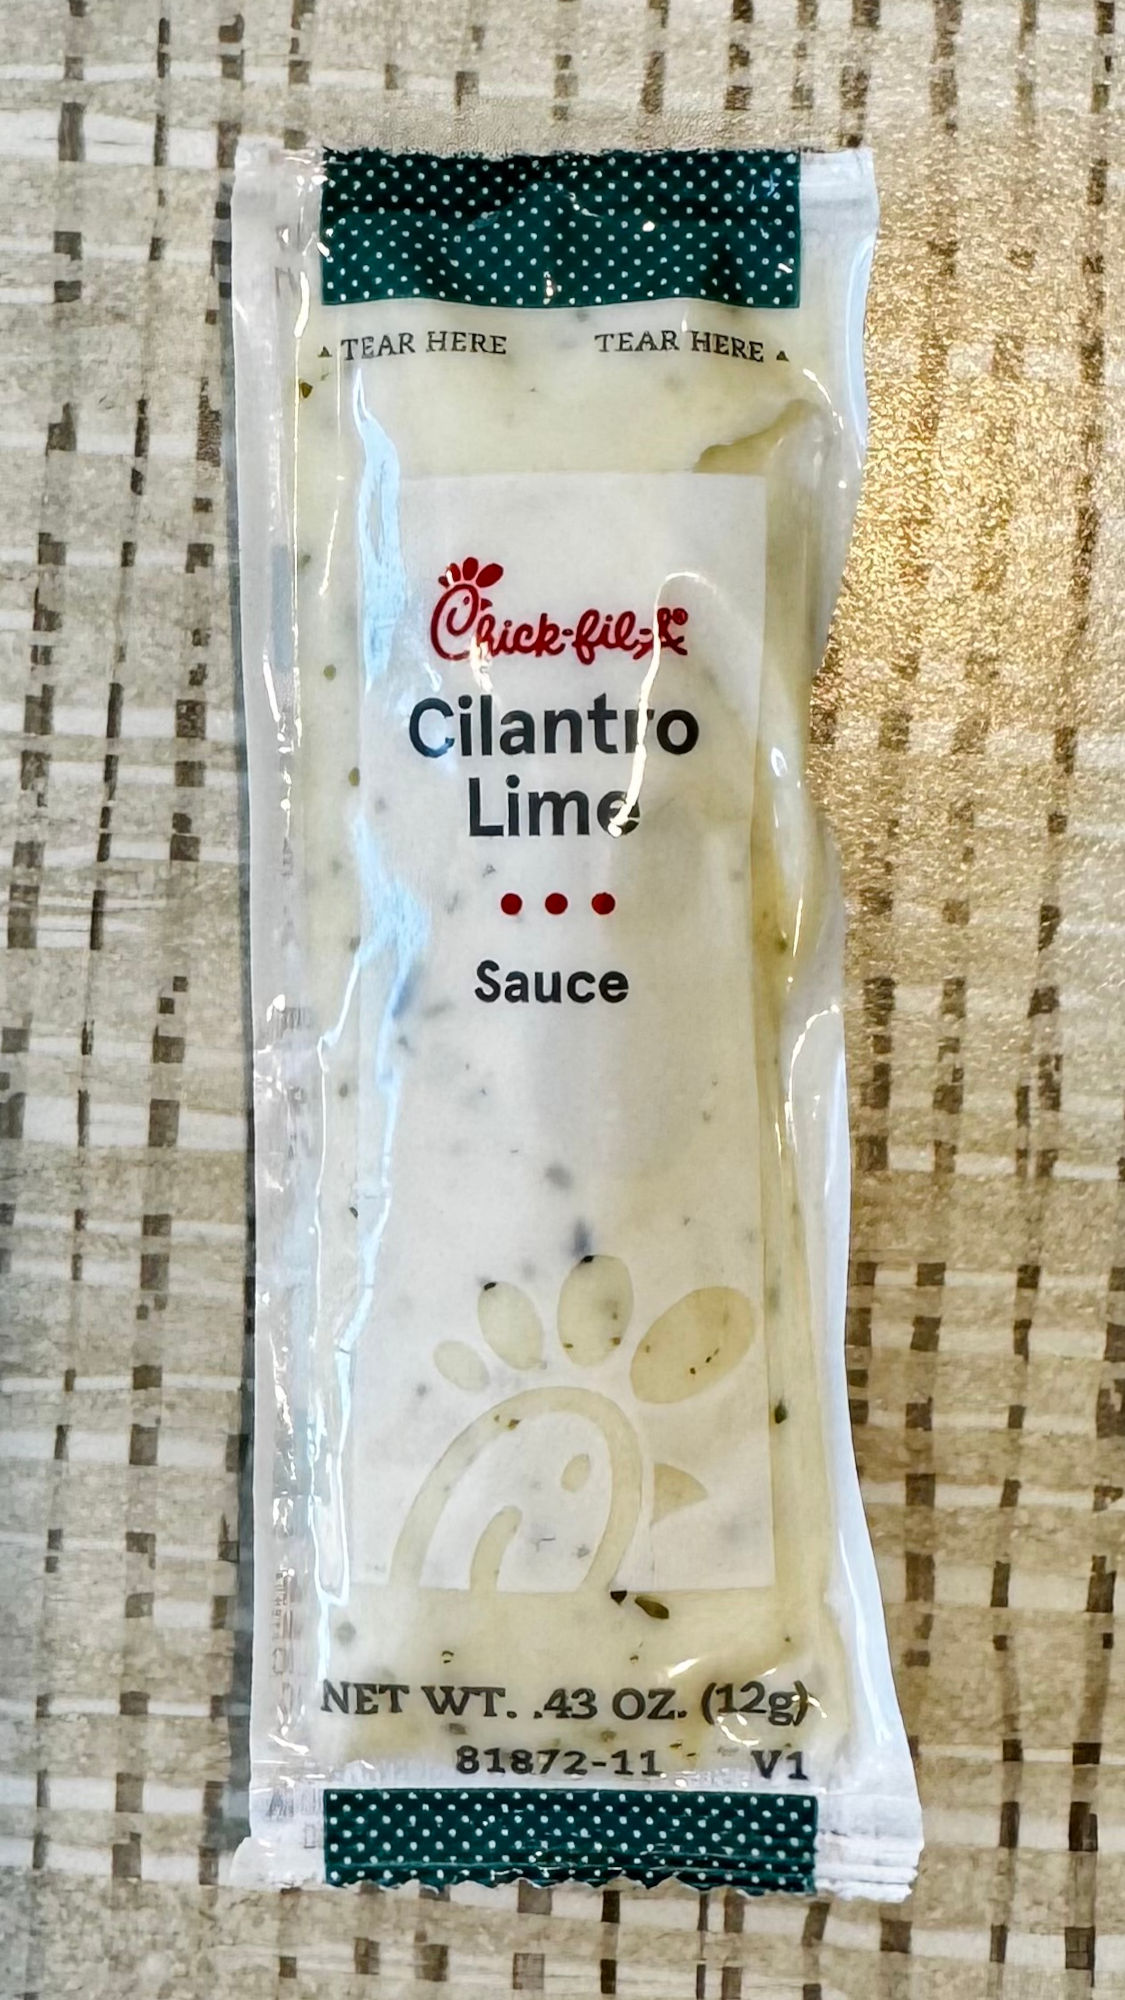 TEAR HERE TEAR HERE
Chick-fil-A®
Cilantro
Lime
Sauce
NET WT. .43 OZ. (12g)
81872-11 V1